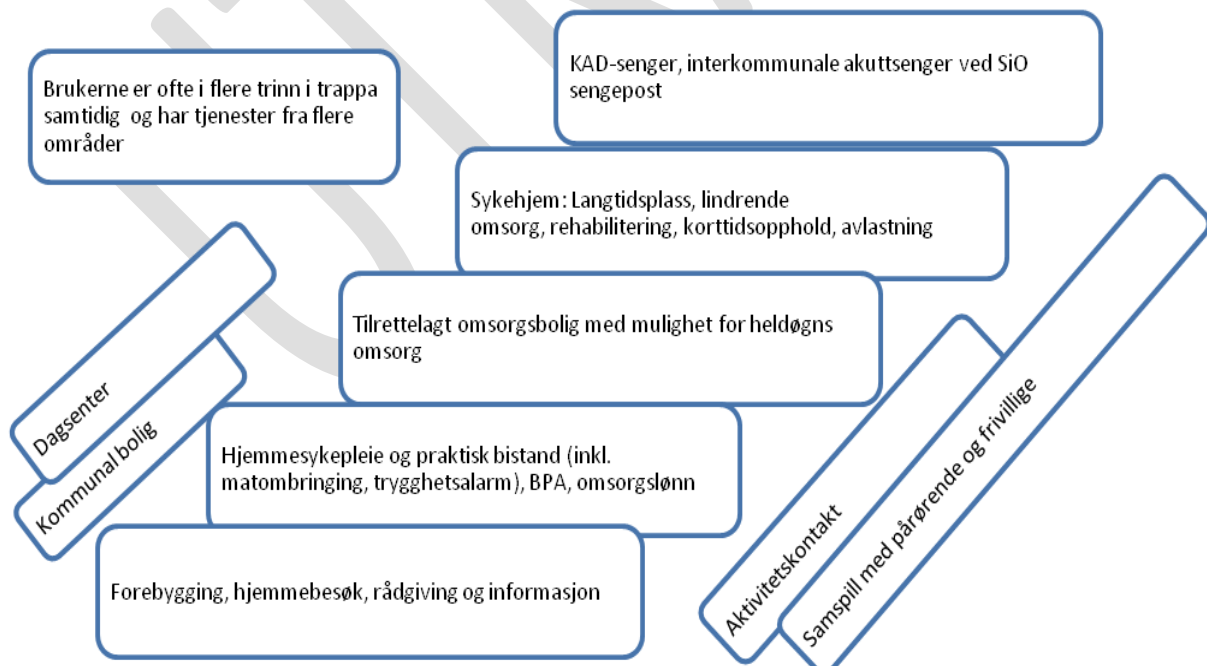 KAD-senger, interkommunale akuttsenger ved SiO
sengepost
Brukerne er ofte i flere trinn i trappa
samtidig og har tjenester fra flere
områder
Sykehjem: Langtidsplass, lindrende
omsorg, rehabilitering, korttidsopphold, avlastning
Tilrettelagt omsorgsbolig med mulighet for heldøgns
omsorg
Dagsenter
Kommunal bolig
Hjemmesykepleie og praktisk bistand (inkl.
matombringing, trygghetsalarm), BPA, omsorgslønn
Forebygging, hjemmebesøk, rådgiving og informasjon
Aktivitetskontakt
Samspill med pårørende og frivillige